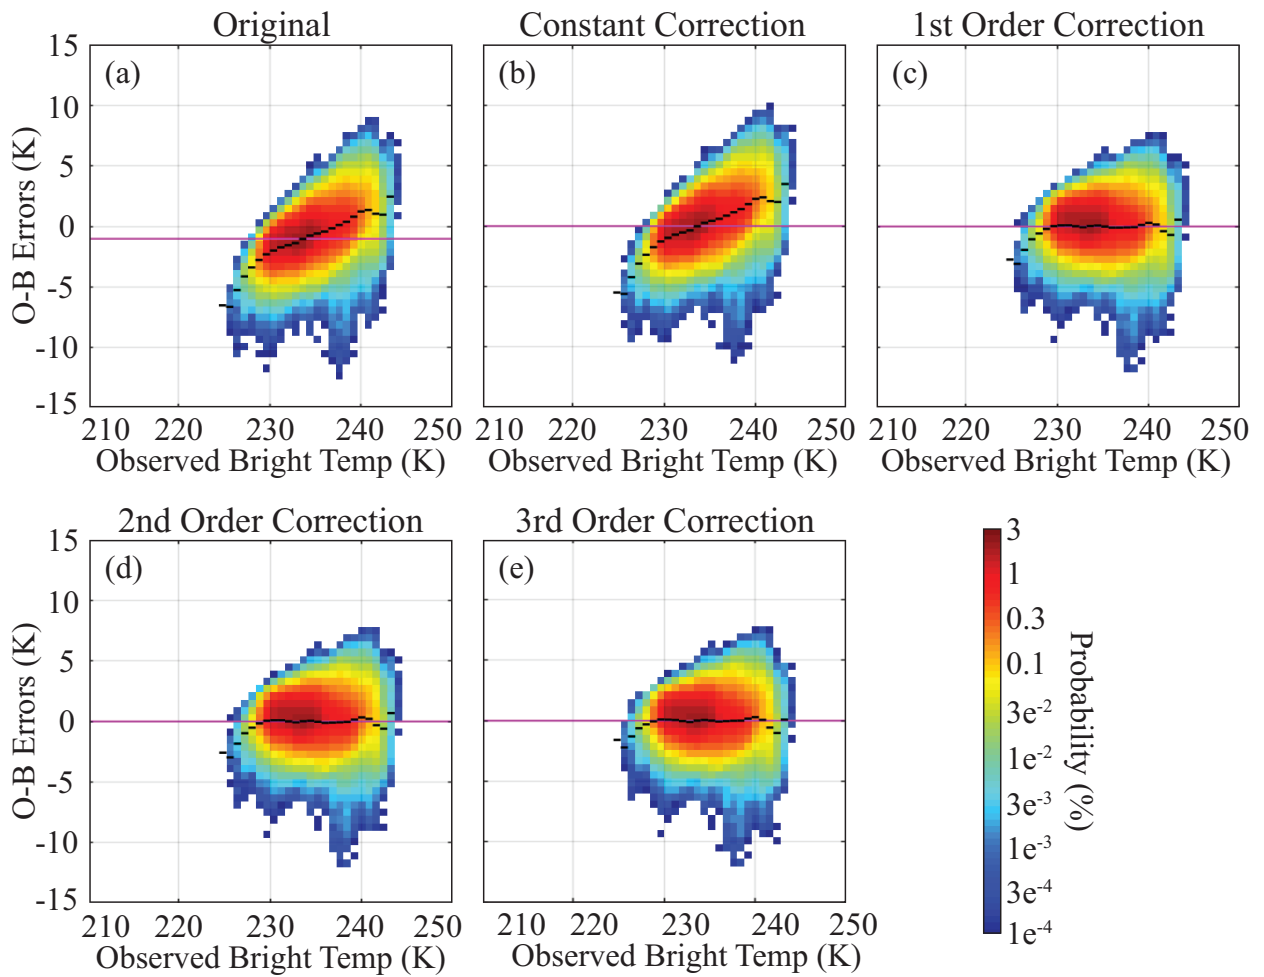 Original
Constant Correction
1st Order Correction
(a)
(b)
(c)
15
10
5
0
-5
-10
-15
O-B Errors (K)
210 220 230 240 250
210 220 230 240 250
210 220 230 240 250
Observed Bright Temp (K)
Observed Bright Temp (K)
Observed Bright Temp (K)
2nd Order Correction
3rd Order Correction
(d)
(e)
15
10
5
0
-5
-10
-15
O-B Errors (K)
210 220 230 240 250
210 220 230 240 250
Observed Bright Temp (K)
Observed Bright Temp (K)
3
1
0.3
0.1
3e-2
1e-2
3e-3
1e-3
3e-4
1e-4
Probability (%)